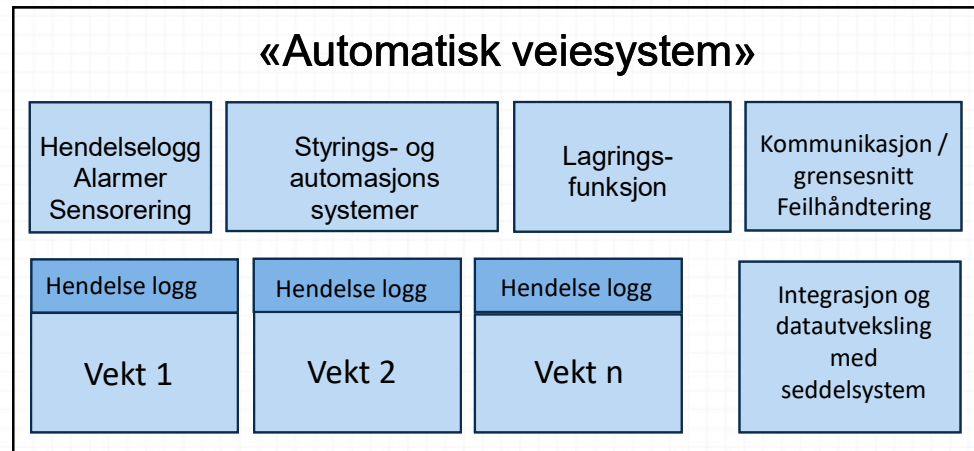 «Automatisk veiesystem»
Hendelselogg
Alarmer
Sensorering
Styrings- og
automasjons
systemer
Lagrings-
funksjon
Kommunikasjon /
grensesnitt
Feilhåndtering
Hendelse logg
Vekt 1
Hendelse logg
Vekt 2
Hendelse logg
Vekt n
Integrasjon og
datautveksling
med
seddelsystem